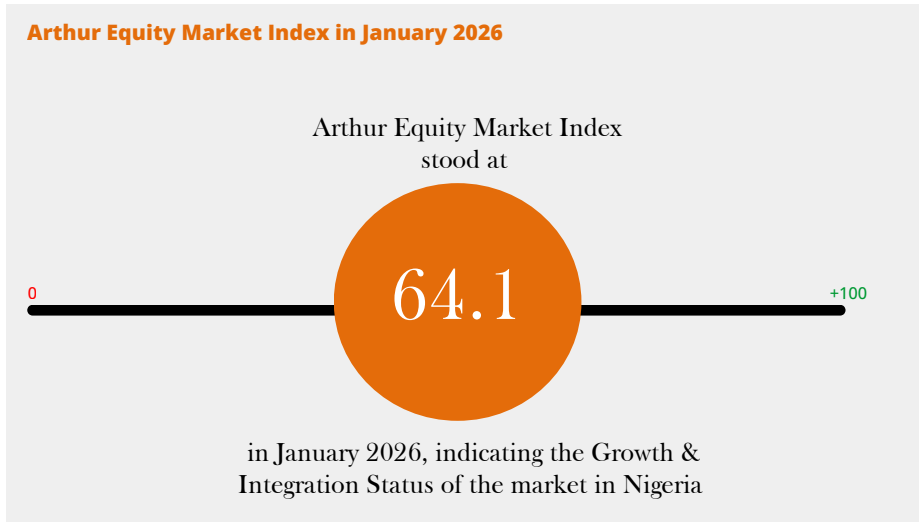 Arthur Equity Market Index in January 2026
Arthur Equity Market Index
stood at
64.1
0
+100
in January 2026, indicating the Growth &
Integration Status of the market in Nigeria